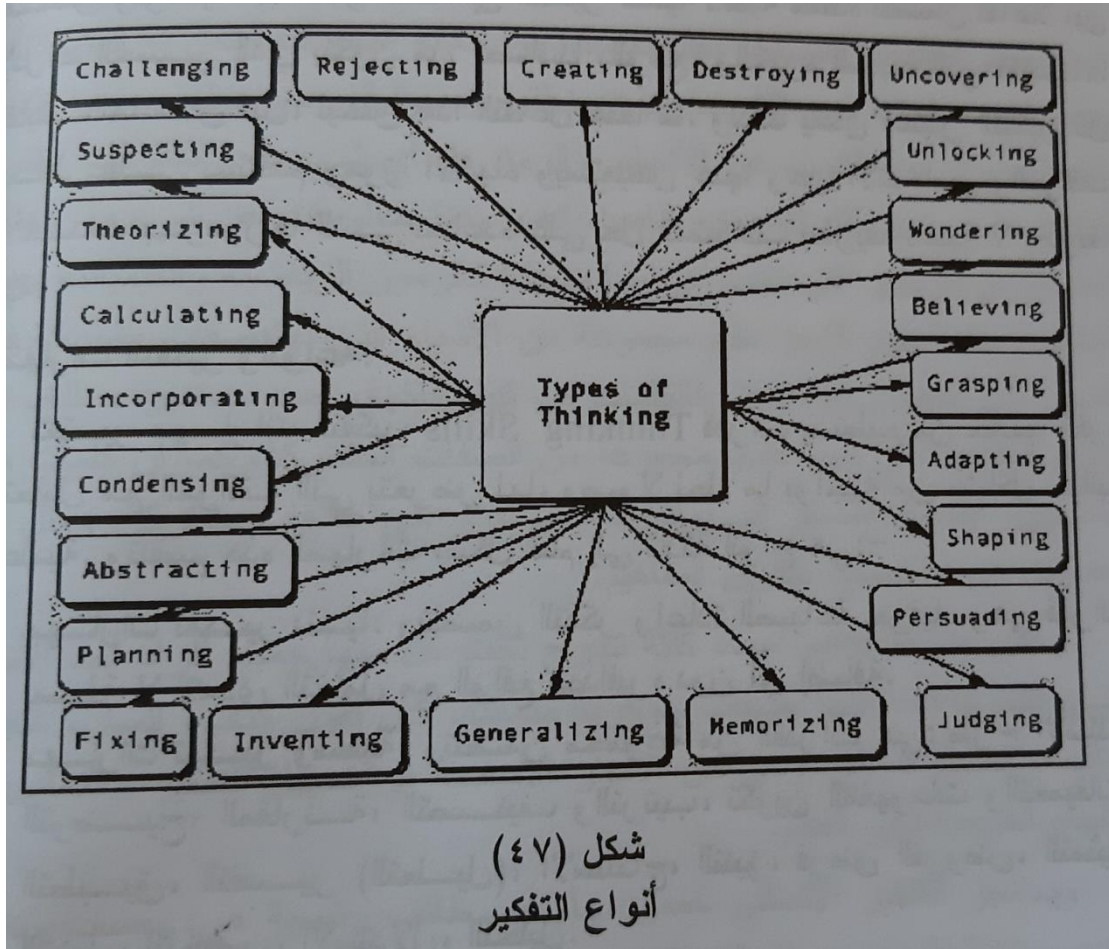 Challenging
Rejecting
Creating
Destroying
Uncovering
Suspecting
Unlocking
Theorizing
Wondering
Calculating
Believing
Incorporating
Types of
Thinking
Grasping
Condensing
Adapting
Abstracting
Shaping
Planning
Persuading
Fixing
Inventing
Generalizing
Memorizing
Judging
شكل (٤٧)
أنواع التفكير